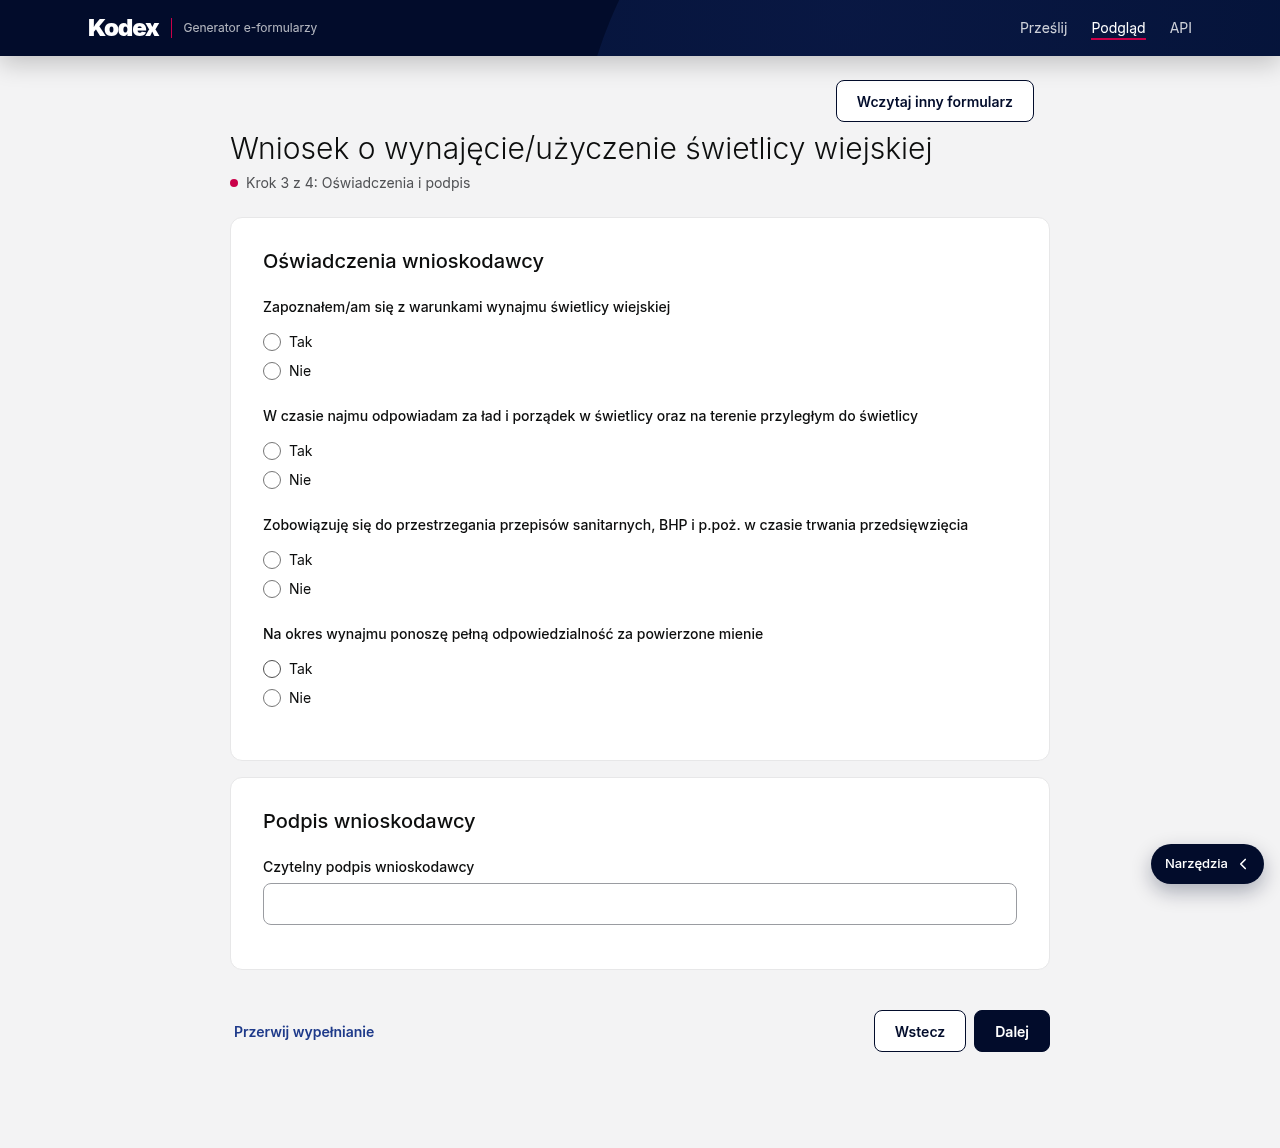 Kodex
Generator e-formularzy
Prześlij
Podgląd
API
Wczytaj inny formularz
Wniosek o wynajęcie/użyczenie świetlicy wiejskiej
Krok 3 z 4: Oświadczenia i podpis
Oświadczenia wnioskodawcy
Zapoznałem/am się z warunkami wynajmu świetlicy wiejskiej
Tak
Nie
W czasie najmu odpowiadam za ład i porządek w świetlicy oraz na terenie przyległym do świetlicy
Tak
Nie
Zobowiązuję się do przestrzegania przepisów sanitarnych, BHP i p.poż. w czasie trwania przedsięwzięcia
Tak
Nie
Na okres wynajmu ponoszę pełną odpowiedzialność za powierzone mienie
Tak
Nie
Podpis wnioskodawcy
Czytelny podpis wnioskodawcy
Narzędzia
Przerwij wypełnianie
Wstecz
Dalej